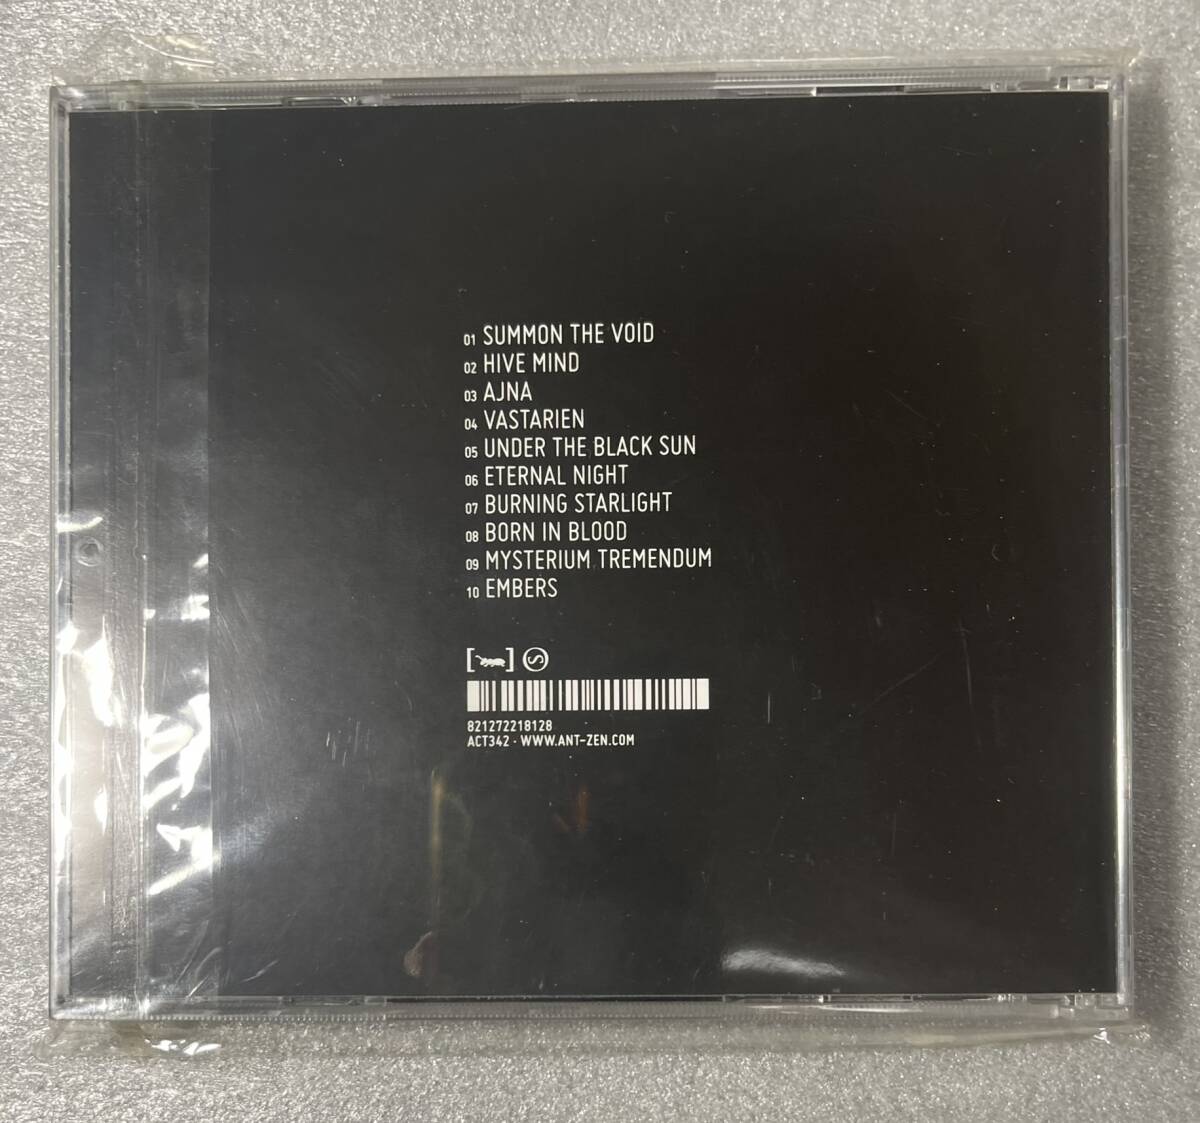 01 SUMMON THE VOID
02 HIVE MIND
03 AJNA
04 VASTARIEN
05 UNDER THE BLACK SUN
06 ETERNAL NIGHT
07 BURNING STARLIGHT
08 BORN IN BLOOD
09 MYSTERIUM TREMENDUM
10 EMBERS
821272218128
ACT342 · WWW.ANT-ZEN.COM